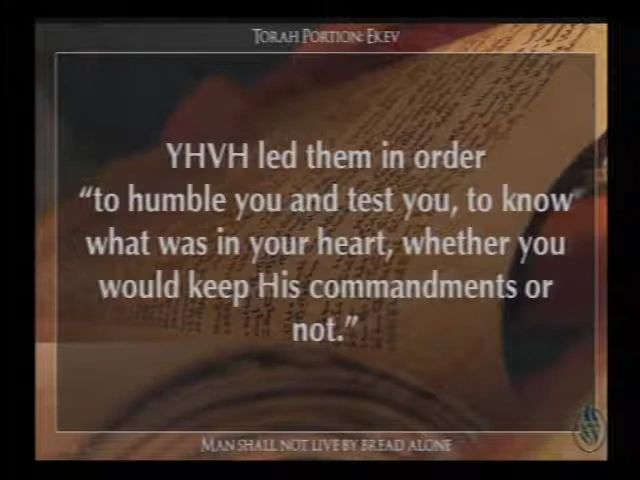 TORAH PORTION: EKEV
YHVH led them in order
“to humble you and test you, to know
what was in your heart, whether you
would keep His commandments or
not.”
MAN SHALL NOT LIVE BY BREAD ALONE